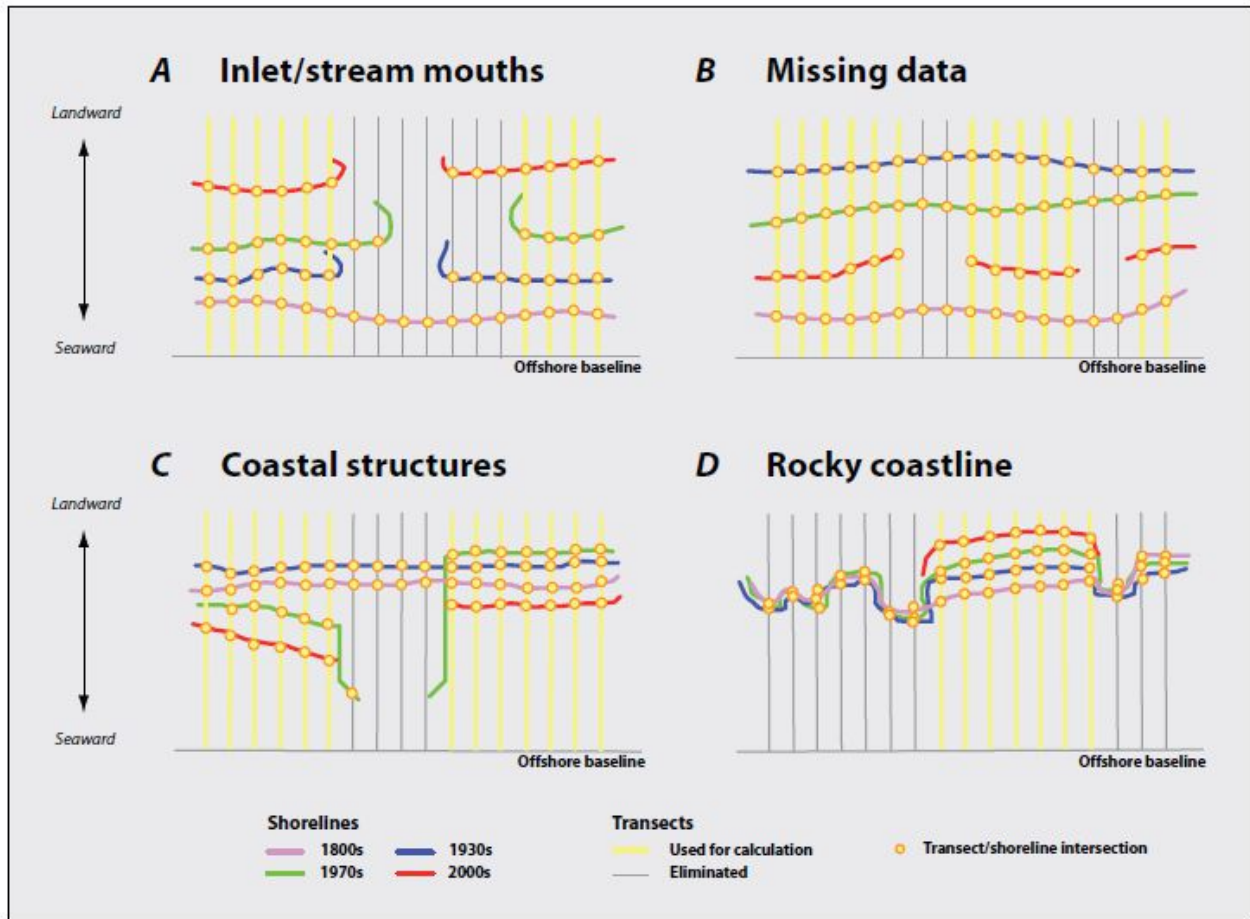 A Inlet/stream mouths
B Missing data
Landward
Seaward
Offshore baseline
Offshore baseline
C Coastal structures
D Rocky coastline
Landward
Seaward
Offshore baseline
Offshore baseline
Shorelines
1800s
1930s
1970s
2000s
Transects
Used for calculation
Eliminated
Transect/shoreline intersection